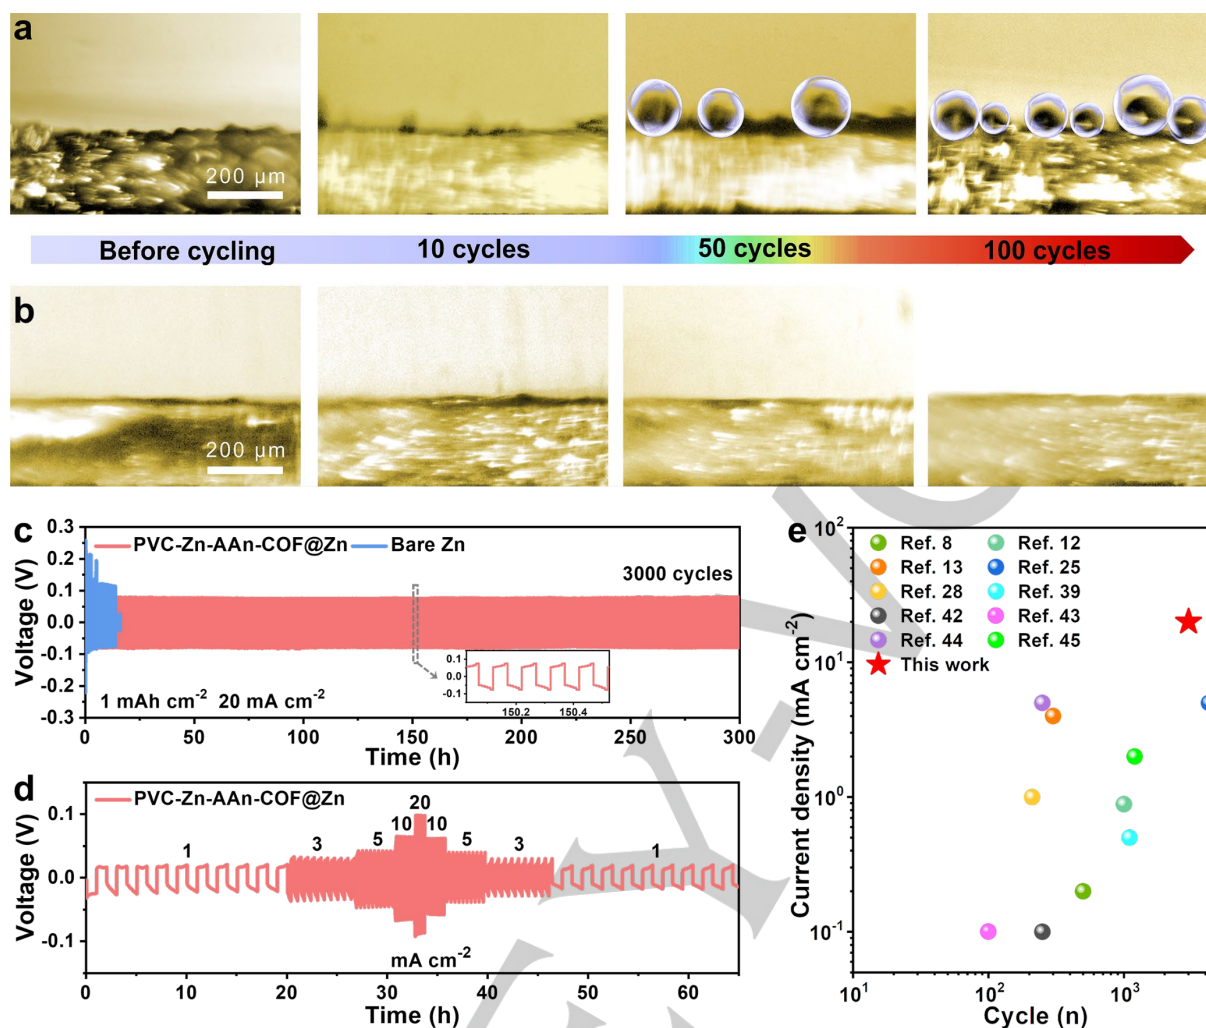 a
200 μm
Before cycling
10 cycles
50 cycles
100 cycles
b
200 μm
c
PVC-Zn-AAn-COF@Zn
Bare Zn
3000 cycles
Voltage (V)
0.3
0.2
0.1
0.0
-0.1
-0.2
-0.3
1 mAh cm⁻² 20 mA cm⁻²
0.1
0.0
-0.1
150.2
150.4
0
50
100
150
200
250
300
Time (h)
d
PVC-Zn-AAn-COF@Zn
Voltage (V)
0.1
0.0
-0.1
1
3
5
10
20
10
5
3
1
mA cm⁻²
0
10
20
30
40
50
60
Time (h)
e
Current density (mA cm⁻²)
10²
10¹
10⁰
10⁻¹
Ref. 8
Ref. 12
Ref. 13
Ref. 25
Ref. 28
Ref. 39
Ref. 42
Ref. 43
Ref. 44
Ref. 45
This work
10¹
10²
10³
Cycle (n)